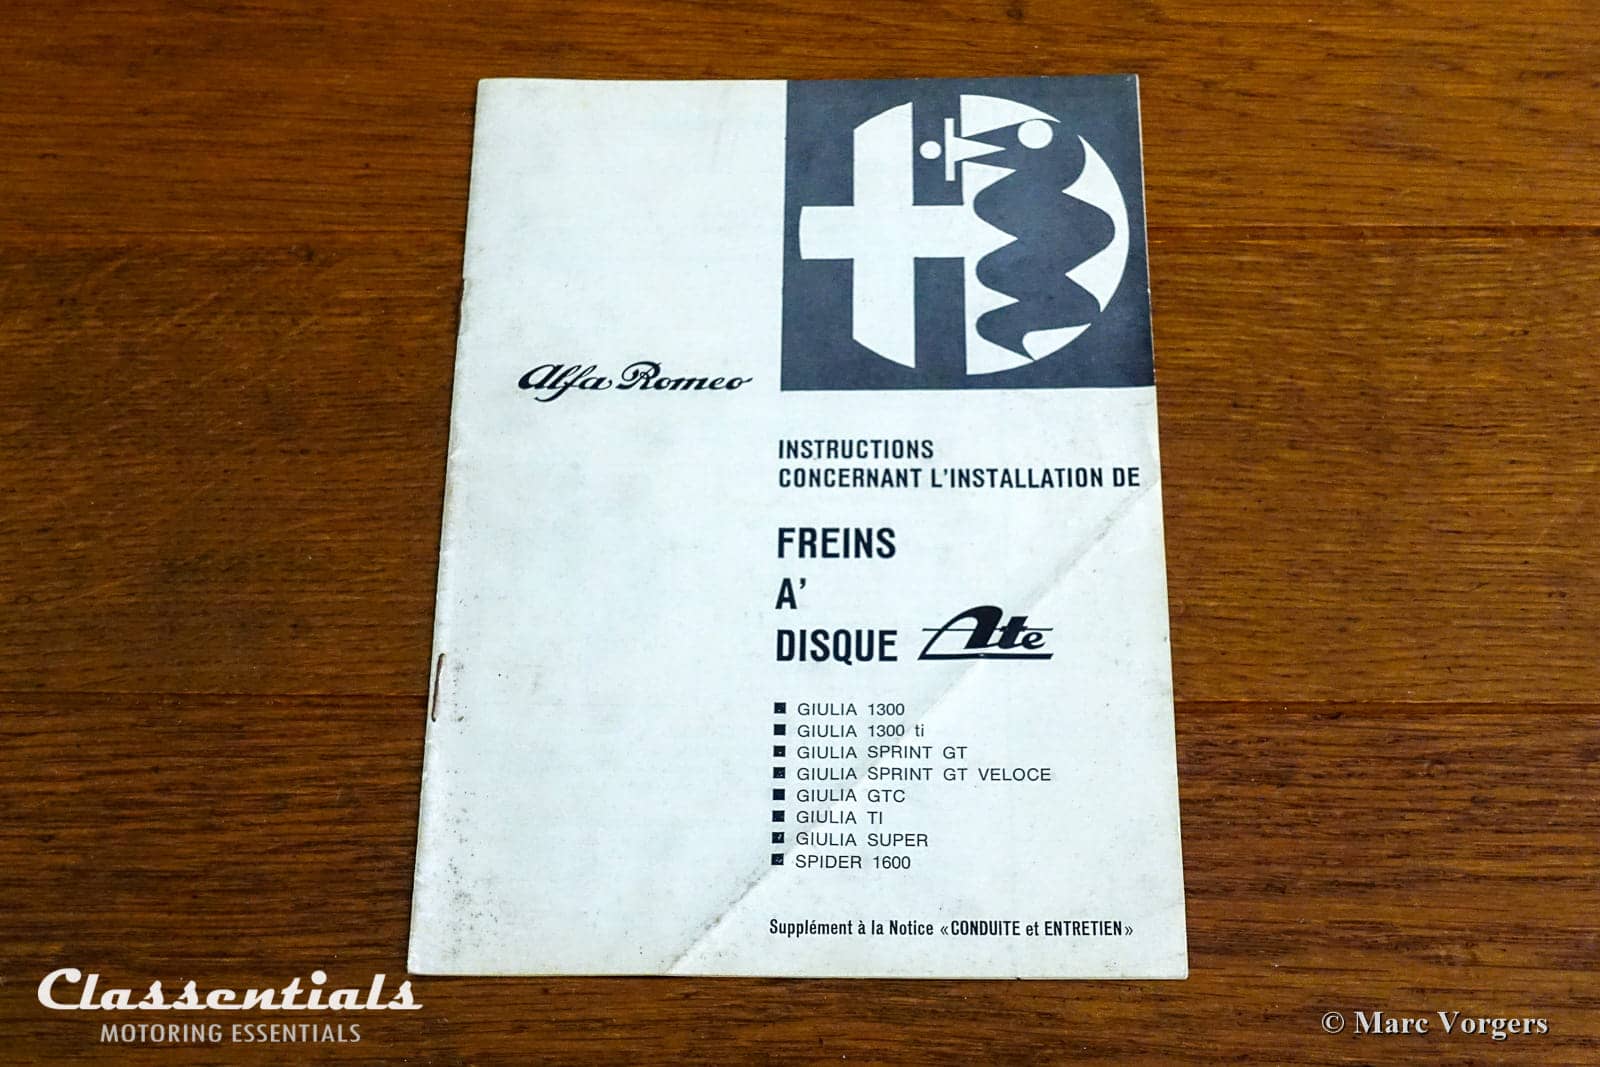 Alfa Romeo
INSTRUCTIONS
CONCERNANT L'INSTALLATION DE
FREINS
A'
DISQUE Ate
GIULIA 1300
GIULIA 1300 ti
GIULIA SPRINT GT
GIULIA SPRINT GT VELOCE
GIULIA GTC
GIULIA TI
GIULIA SUPER
SPIDER 1600
Supplément à la Notice «CONDUITE et ENTRETIEN»
Classentials
MOTORING ESSENTIALS
© Marc Vorgers